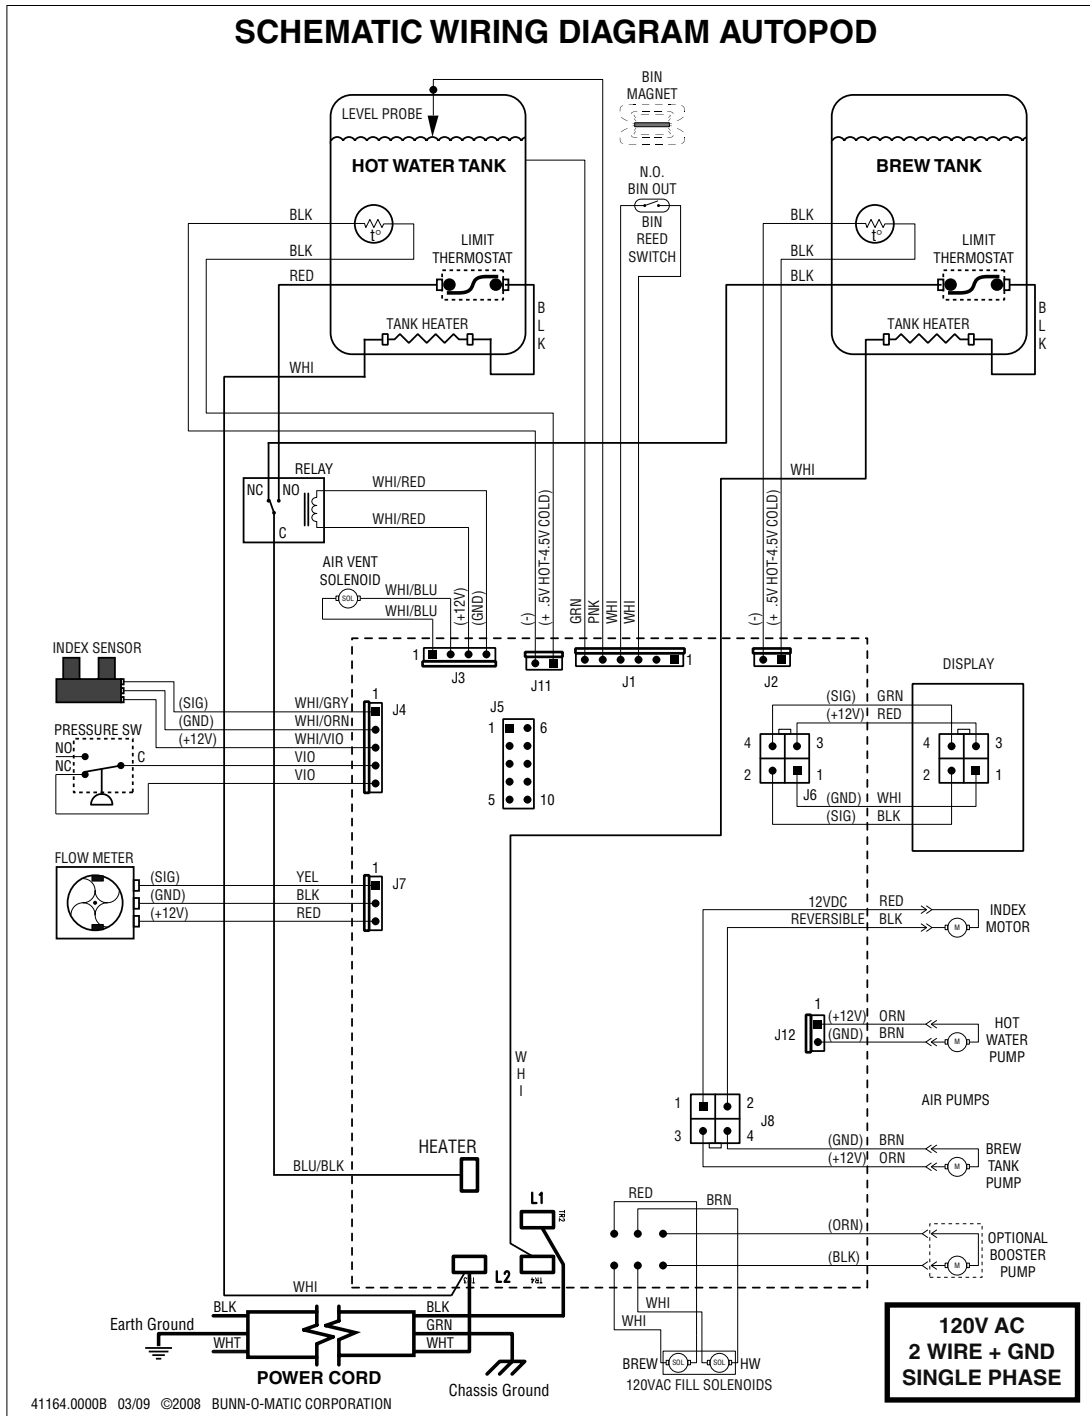 SCHEMATIC WIRING DIAGRAM AUTOPOD
LEVEL PROBE
HOT WATER TANK
BIN
MAGNET
N.O.
BIN OUT
BIN
REED
SWITCH
BREW TANK
BLK
t°
BLK
RED
LIMIT
THERMOSTAT
TANK HEATER
B
L
K
WHI
BLK
t°
BLK
BLK
LIMIT
THERMOSTAT
TANK HEATER
B
L
K
WHI
RELAY
NC
NO
C
WHI/RED
WHI/RED
AIR VENT
SOLENOID
SOL
WHI/BLU
WHI/BLU
(+12V)
(GND)
(-)
(+ .5V HOT-4.5V COLD)
GRN
PNK
WHI
WHI
(-)
(+ .5V HOT-4.5V COLD)
1
J3
J11
1
J1
J2
INDEX SENSOR
(SIG) WHI/GRY
(GND) WHI/ORN
(+12V) WHI/VIO
VIO
VIO
1
J4
PRESSURE SW
NO
NC
C
J5
1 6
5 10
DISPLAY
(SIG) GRN
(+12V) RED
4 3
2 1
J6
(GND) WHI
(SIG) BLK
4 3
2 1
FLOW METER
(SIG) YEL
(GND) BLK
(+12V) RED
1
J7
12VDC RED
REVERSIBLE BLK
M
INDEX
MOTOR
1
J12
(+12V) ORN
(GND) BRN
M
HOT
WATER
PUMP
W
H
I
AIR PUMPS
1 2
3 4
J8
(GND) BRN
(+12V) ORN
M
BREW
TANK
PUMP
HEATER
BLU/BLK
L1
TR2
L2
TR3
TR4
RED
BRN
(ORN)
(BLK)
M
OPTIONAL
BOOSTER
PUMP
WHI
WHI
WHI
BREW SOL SOL HW
120VAC FILL SOLENOIDS
Earth Ground
BLK
WHT
BLK
GRN
WHT
POWER CORD
Chassis Ground
120V AC
2 WIRE + GND
SINGLE PHASE
41164.0000B 03/09 ©2008 BUNN-O-MATIC CORPORATION